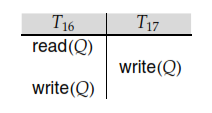 T16 T17
read(Q)
write(Q)
write(Q)